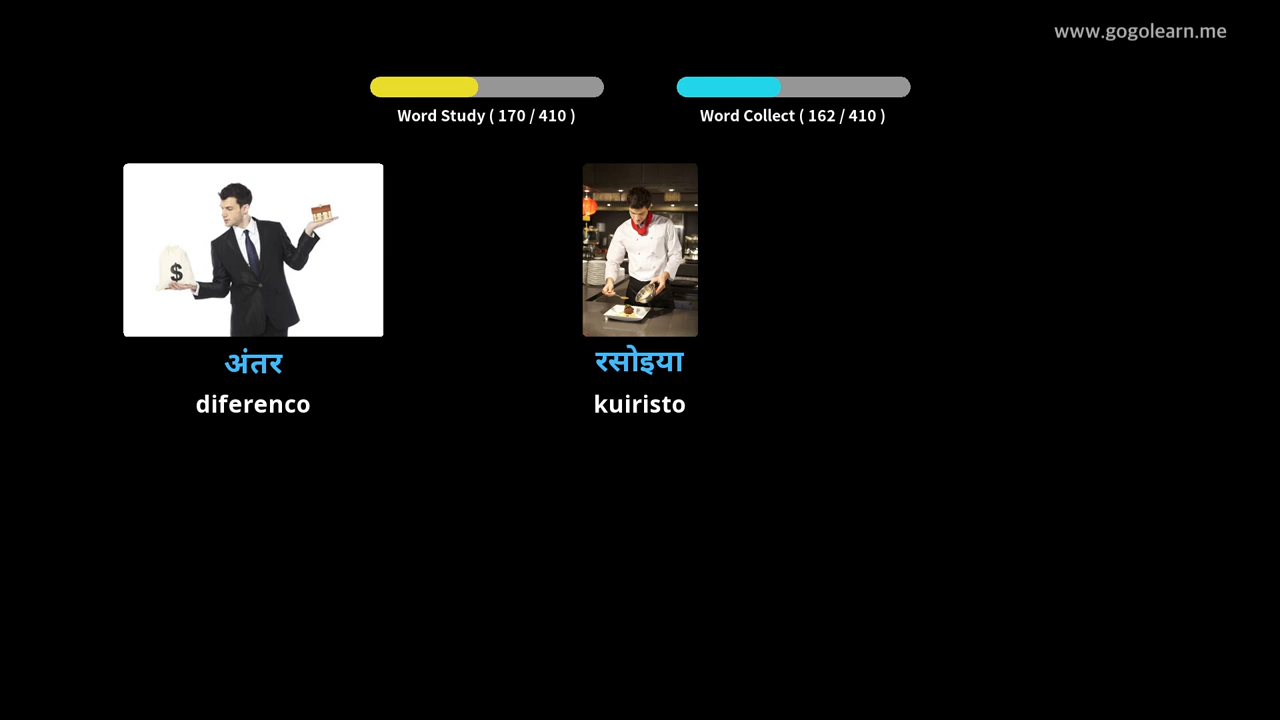 www.gogolearn.me
Word Study ( 170 / 410 )
Word Collect ( 162 / 410 )
$
अंतर
diferenco
रसोइया
kuiristo